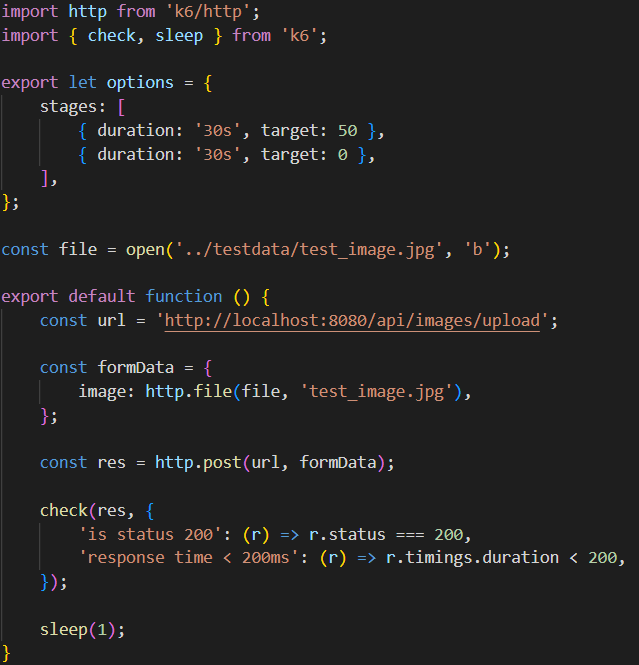 import http from 'k6/http';
import { check, sleep } from 'k6';
export let options = {
stages: [
{ duration: '30s', target: 50 },
{ duration: '30s', target: 0 },
],
};
const file = open('../testdata/test_image.jpg', 'b');
export default function () {
const url = 'http://localhost:8080/api/images/upload';
const formData = {
image: http.file(file, 'test_image.jpg'),
};
const res = http.post(url, formData);
check(res, {
'is status 200': (r) => r.status === 200,
'response time < 200ms': (r) => r.timings.duration < 200,
});
sleep(1);
}